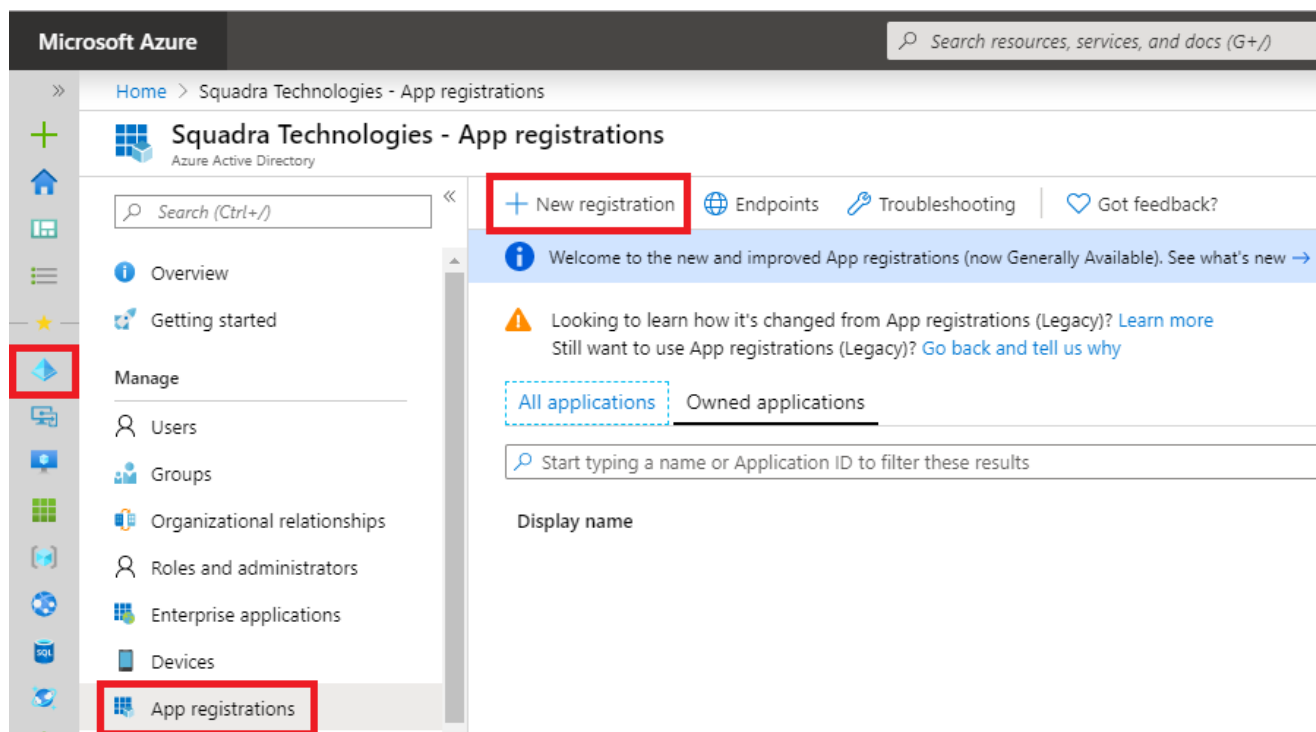 Microsoft Azure
Search resources, services, and docs (G+/)
Home > Squadra Technologies - App registrations
Squadra Technologies - App registrations
Azure Active Directory
Search (Ctrl+/)
Overview
Getting started
Manage
Users
Groups
Organizational relationships
Roles and administrators
Enterprise applications
Devices
App registrations
New registration
Endpoints
Troubleshooting
Got feedback?
Welcome to the new and improved App registrations (now Generally Available). See what's new →
Looking to learn how it's changed from App registrations (Legacy)? Learn more
Still want to use App registrations (Legacy)? Go back and tell us why
All applications
Owned applications
Start typing a name or Application ID to filter these results
Display name
SQL